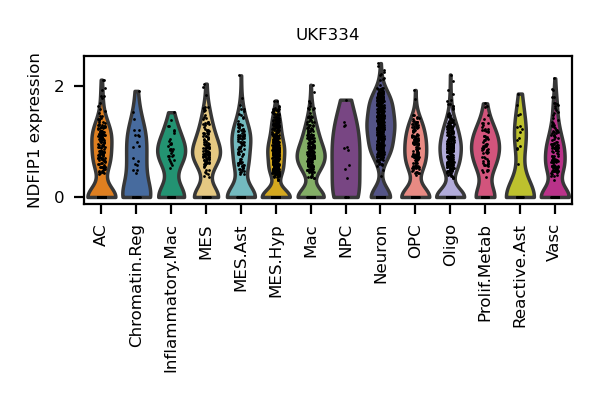 UKF334
NDFIP1 expression
2
0
AC
Chromatin.Reg
Inflammatory.Mac
MES
MES.Ast
MES.Hyp
Mac
NPC
Neuron
OPC
Oligo
Prolif.Metab
Reactive.Ast
Vasc